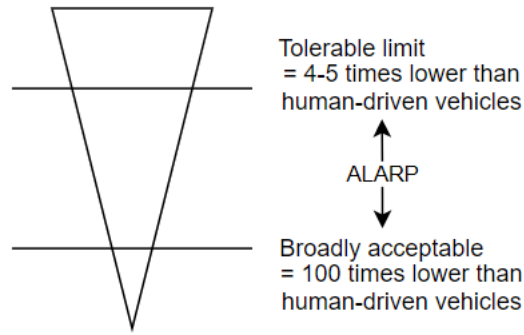 Tolerable limit
= 4-5 times lower than
human-driven vehicles
ALARP
Broadly acceptable
= 100 times lower than
human-driven vehicles